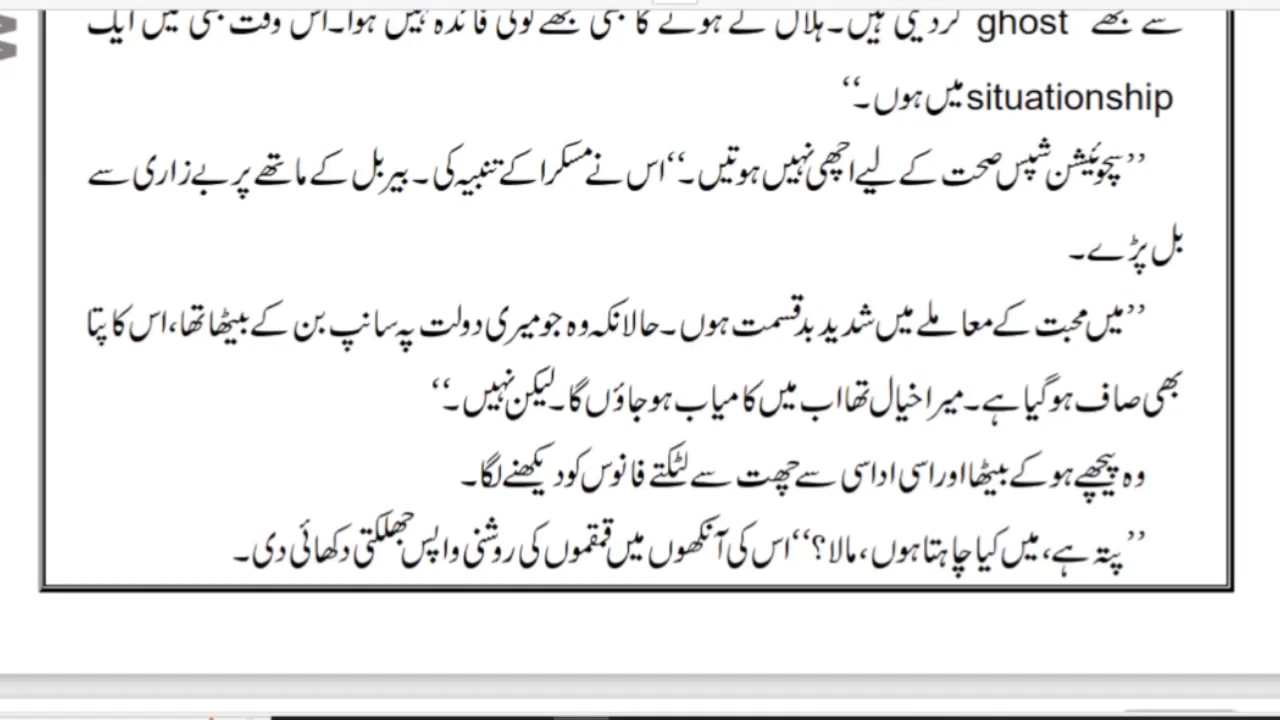 سے مجھے ghost کردیتی ہیں۔ ہلال کے ہونے کا بھی مجھے کوئی فائدہ نہیں ہوا۔ اس وقت بھی میں ایک
situationship میں ہوں۔‘‘
’’سچوئیشن شپس صحت کے لیے اچھی نہیں ہوتیں۔‘‘ اس نے مسکرا کے تنبیہ کی۔ بیربل کے ماتھے پر بے زاری سے
بل پڑے۔
’’میں محبت کے معاملے میں شدید بدقسمت ہوں۔ حالانکہ وہ جو میری دولت پہ سانپ بن کے بیٹھا تھا، اس کا پتا
بھی صاف ہوگیا ہے۔ میرا خیال تھا اب میں کامیاب ہو جاؤں گا۔ لیکن نہیں۔‘‘
وہ پیچھے ہو کے بیٹھا اور اسی اداسی سے چھت سے لٹکتے فانوس کو دیکھنے لگا۔
’’پتہ ہے، میں کیا چاہتا ہوں، مالا؟‘‘ اس کی آنکھوں میں قمقموں کی روشنی واپس جھلکتی دکھائی دی۔